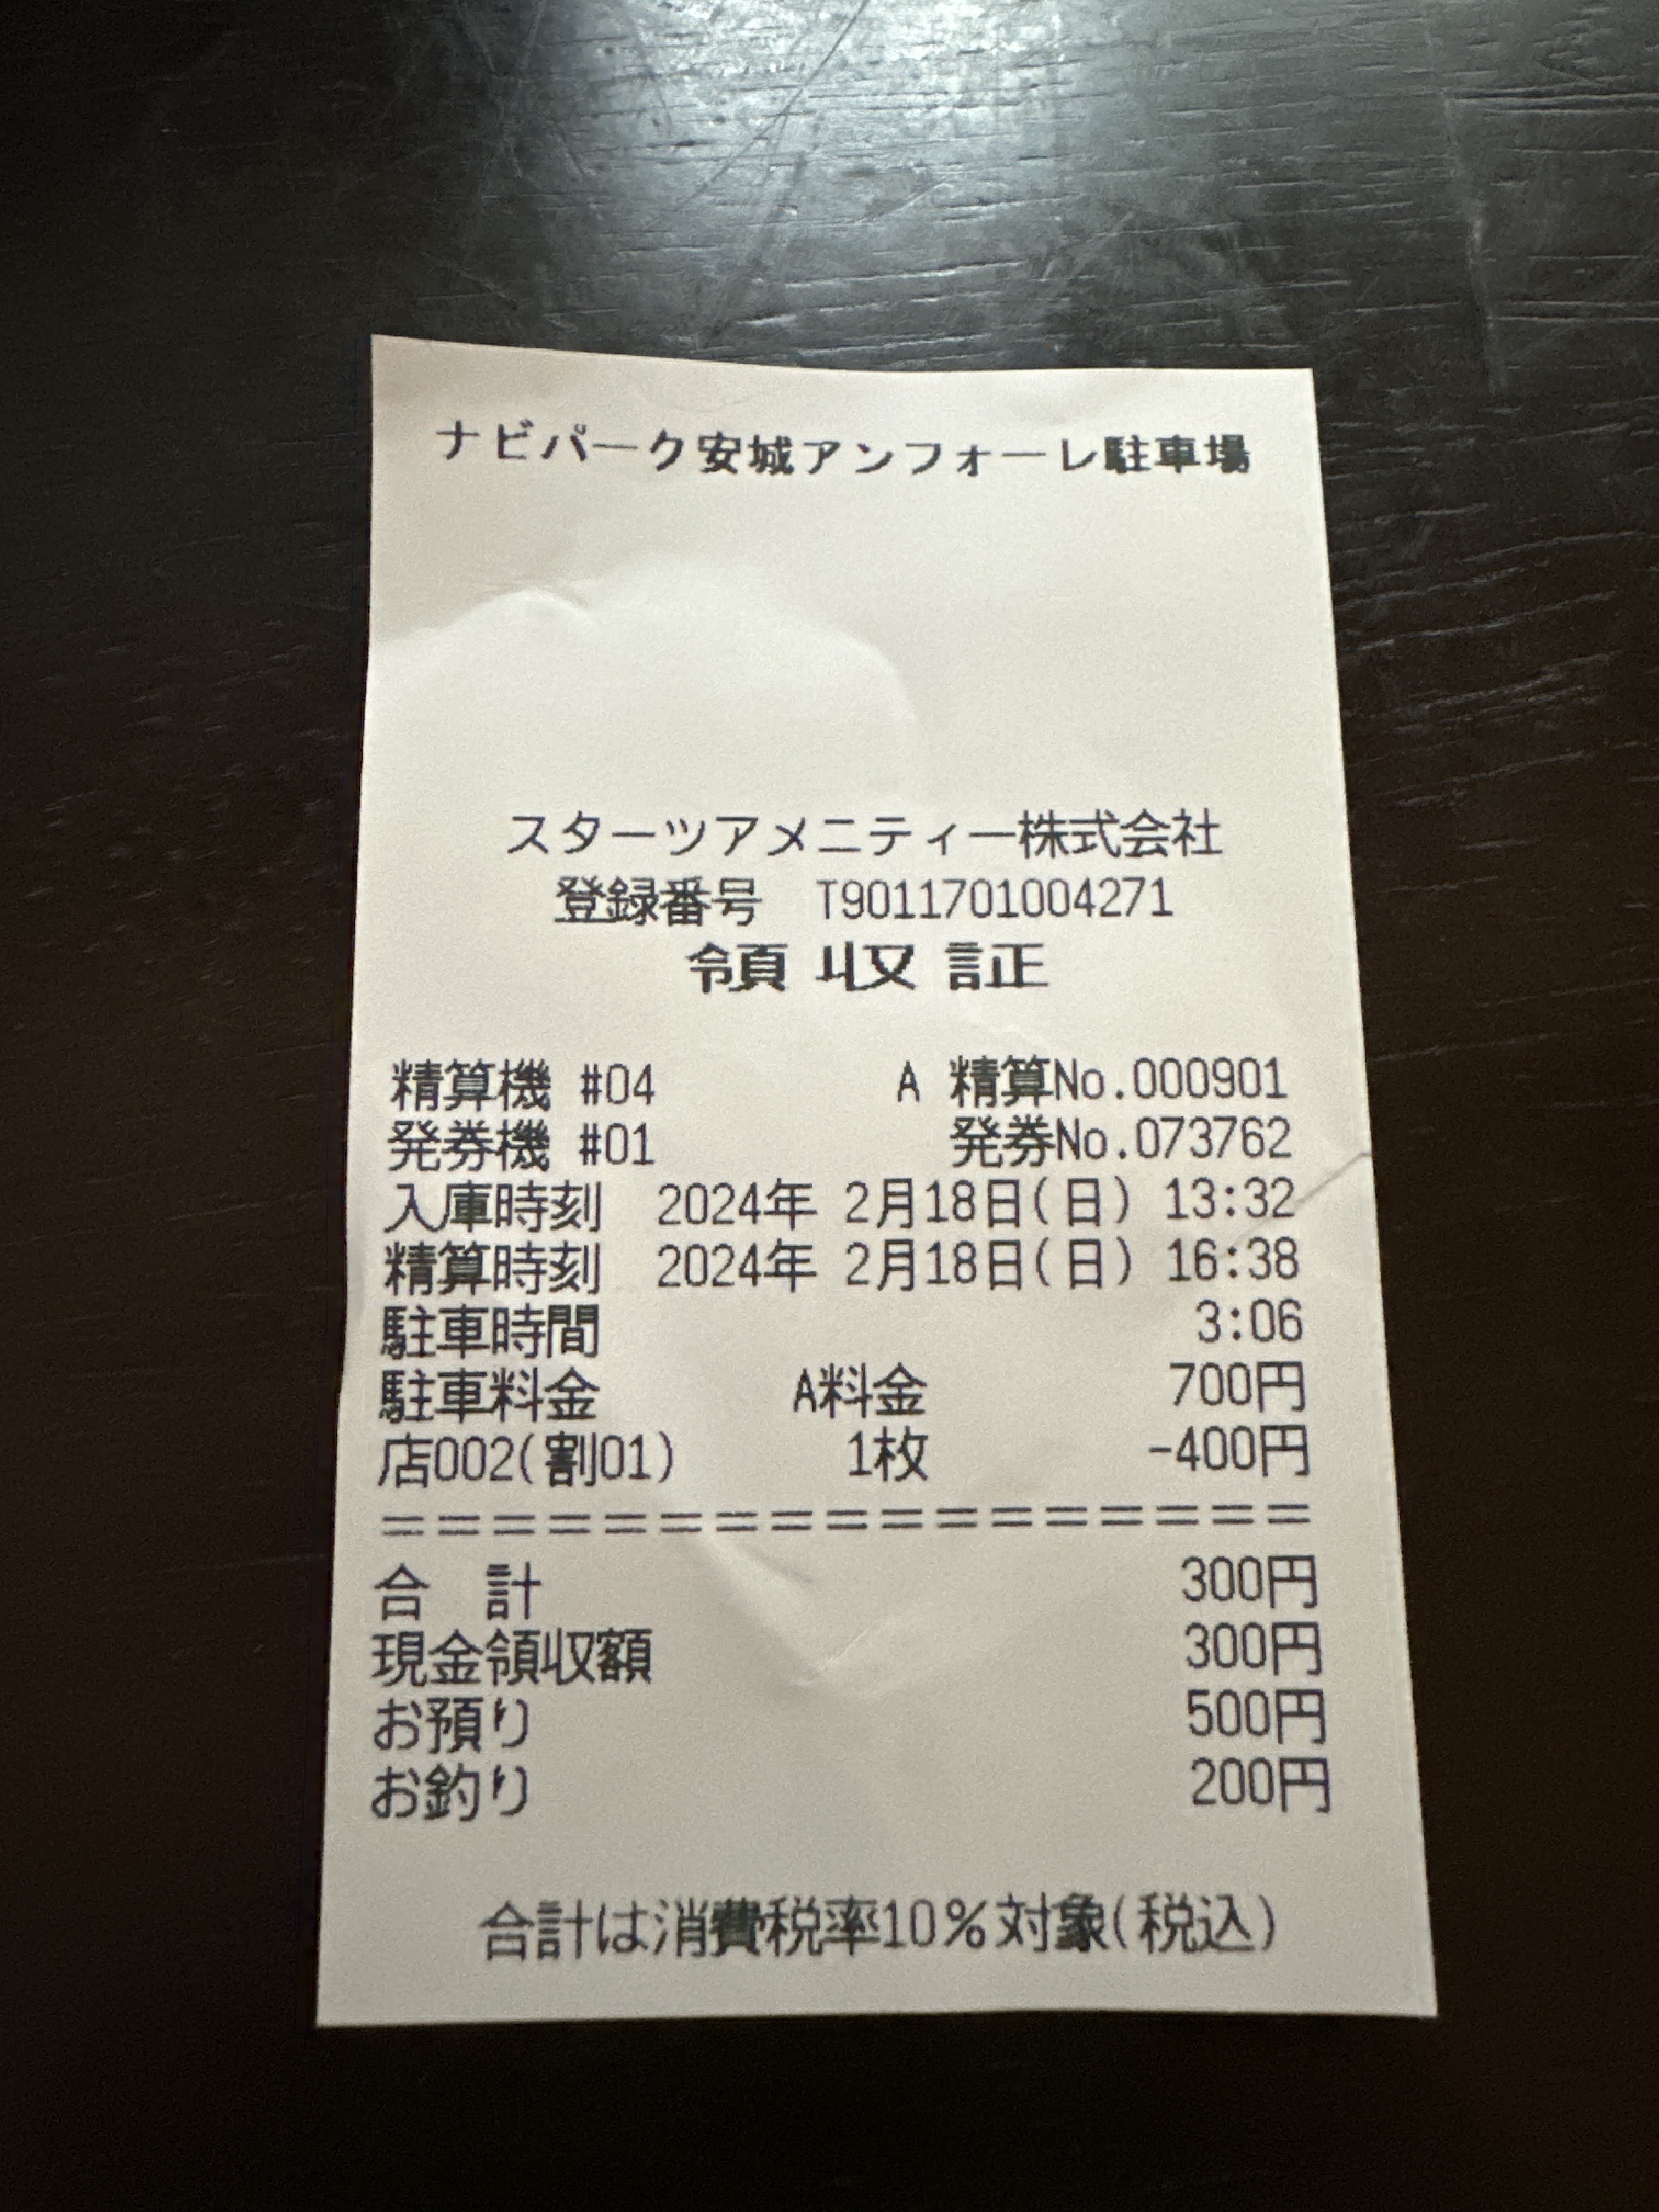 ナビパーク安城アンフォーレ駐車場
スターツアメニティー株式会社
登録番号　T9011701004271
領収証
精算機 #04　A 精算No.000901
発券機 #01　発券No.073762
入庫時刻　2024年 2月18日(日) 13:32
精算時刻　2024年 2月18日(日) 16:38
駐車時間　3:06
駐車料金　A料金　700円
店002(割01)　1枚　-400円
=================
合　計　300円
現金領収額　300円
お預り　500円
お釣り　200円
合計は消費税率10%対象(税込)